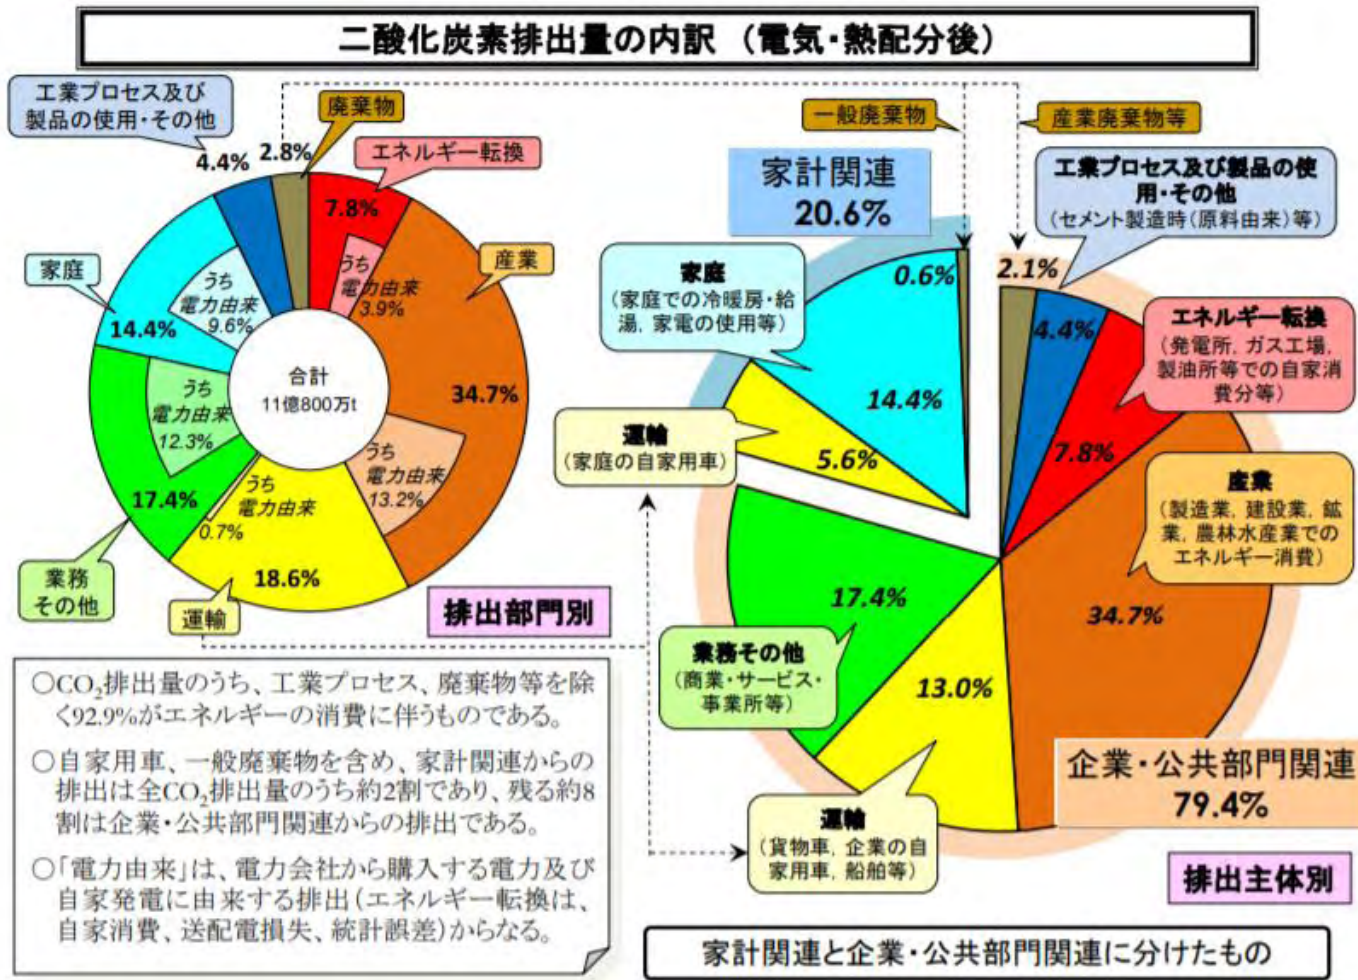 二酸化炭素排出量の内訳 （電気・熱配分後）
工業プロセス及び
製品の使用・その他
4.4%
廃棄物
2.8%
エネルギー転換
7.8%
うち
電力由来
3.9%
産業
34.7%
うち
電力由来
13.2%
家庭
14.4%
うち
電力由来
9.6%
合計
11億800万t
うち
電力由来
12.3%
17.4%
業務
その他
うち
電力由来
0.7%
18.6%
運輸
排出部門別
○CO₂排出量のうち、工業プロセス、廃棄物等を除
く92.9%がエネルギーの消費に伴うものである。
○自家用車、一般廃棄物を含め、家計関連からの
排出は全CO₂排出量のうち約2割であり、残る約8
割は企業・公共部門関連からの排出である。
○「電力由来」は、電力会社から購入する電力及び
自家発電に由来する排出（エネルギー転換は、
自家消費、送配電損失、統計誤差）からなる。
一般廃棄物
産業廃棄物等
家計関連
20.6%
家庭
（家庭での冷暖房・給
湯，家電の使用等）
0.6%
14.4%
運輸
（家庭の自家用車）
5.6%
2.1%
工業プロセス及び製品の使
用・その他
（セメント製造時（原料由来）等）
4.4%
エネルギー転換
（発電所，ガス工場，
製油所等での自家消
費分等）
7.8%
産業
（製造業，建設業，鉱
業，農林水産業での
エネルギー消費）
34.7%
17.4%
業務その他
（商業・サービス・
事業所等）
13.0%
運輸
（貨物車，企業の自
家用車，船舶等）
企業・公共部門関連
79.4%
排出主体別
家計関連と企業・公共部門関連に分けたもの